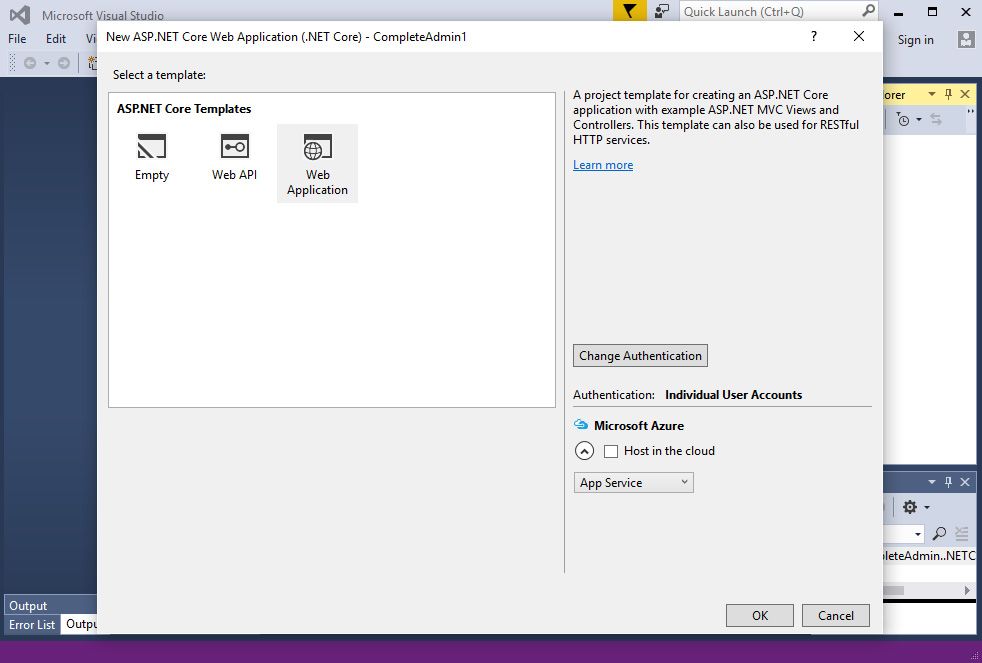 Microsoft Visual Studio
Quick Launch (Ctrl+Q)
File Edit Vi
Sign in
New ASP.NET Core Web Application (.NET Core) - CompleteAdmin1
?
Select a template:
ASP.NET Core Templates
Empty
Web API
Web
Application
A project template for creating an ASP.NET Core
application with example ASP.NET MVC Views and
Controllers. This template can also be used for RESTful
HTTP services.
Learn more
Change Authentication
Authentication: Individual User Accounts
Microsoft Azure
Host in the cloud
App Service
OK Cancel
orer
leteAdmin..NETC
Output
Error List Outpu